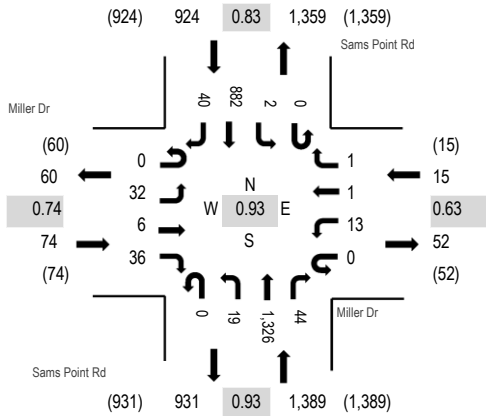 (924) 924 0.83 1,359 (1,359)
Sams Point Rd
40 882 2 0
Miller Dr
(60) 0 1 (15)
60 32 N 1 15
0.74 W 0.93 E 0.63
74 6 S 13 52
(74) 36 0 (52)
0 19 1,326 44
Miller Dr
Sams Point Rd
(931) 931 0.93 1,389 (1,389)